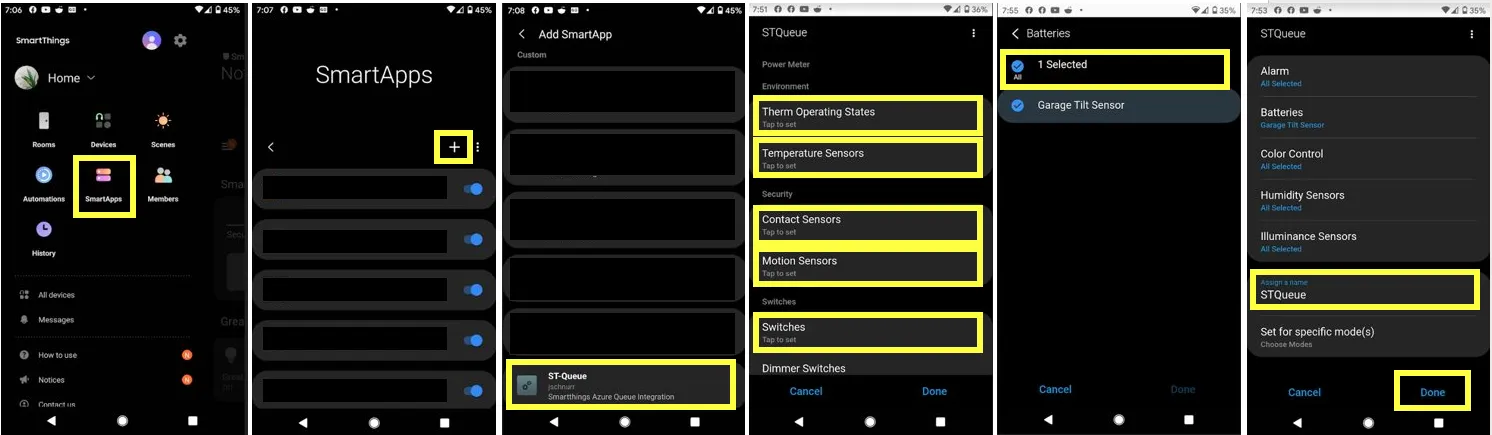 7:06
45%
SmartThings
Home
Rooms
Devices
Scenes
Automations
SmartApps
Members
History
All devices
Messages
How to use
N
Notices
N
Contact us
7:07
45%
SmartApps
7:08
45%
Add SmartApp
Custom
ST-Queue
jschnurr
Smartthings Azure Queue Integration
7:51
36%
STQueue
Power Meter
Environment
Therm Operating States
Tap to set
Temperature Sensors
Tap to set
Security
Contact Sensors
Tap to set
Motion Sensors
Tap to set
Switches
Switches
Tap to set
Dimmer Switches
Cancel Done
7:55
35%
Batteries
1 Selected
All
Garage Tilt Sensor
Cancel Done
7:53
35%
STQueue
Alarm
All Selected
Batteries
Garage Tilt Sensor
Color Control
All Selected
Humidity Sensors
All Selected
Illuminance Sensors
All Selected
Assign a name
STQueue
Set for specific mode(s)
Choose Modes
Cancel Done